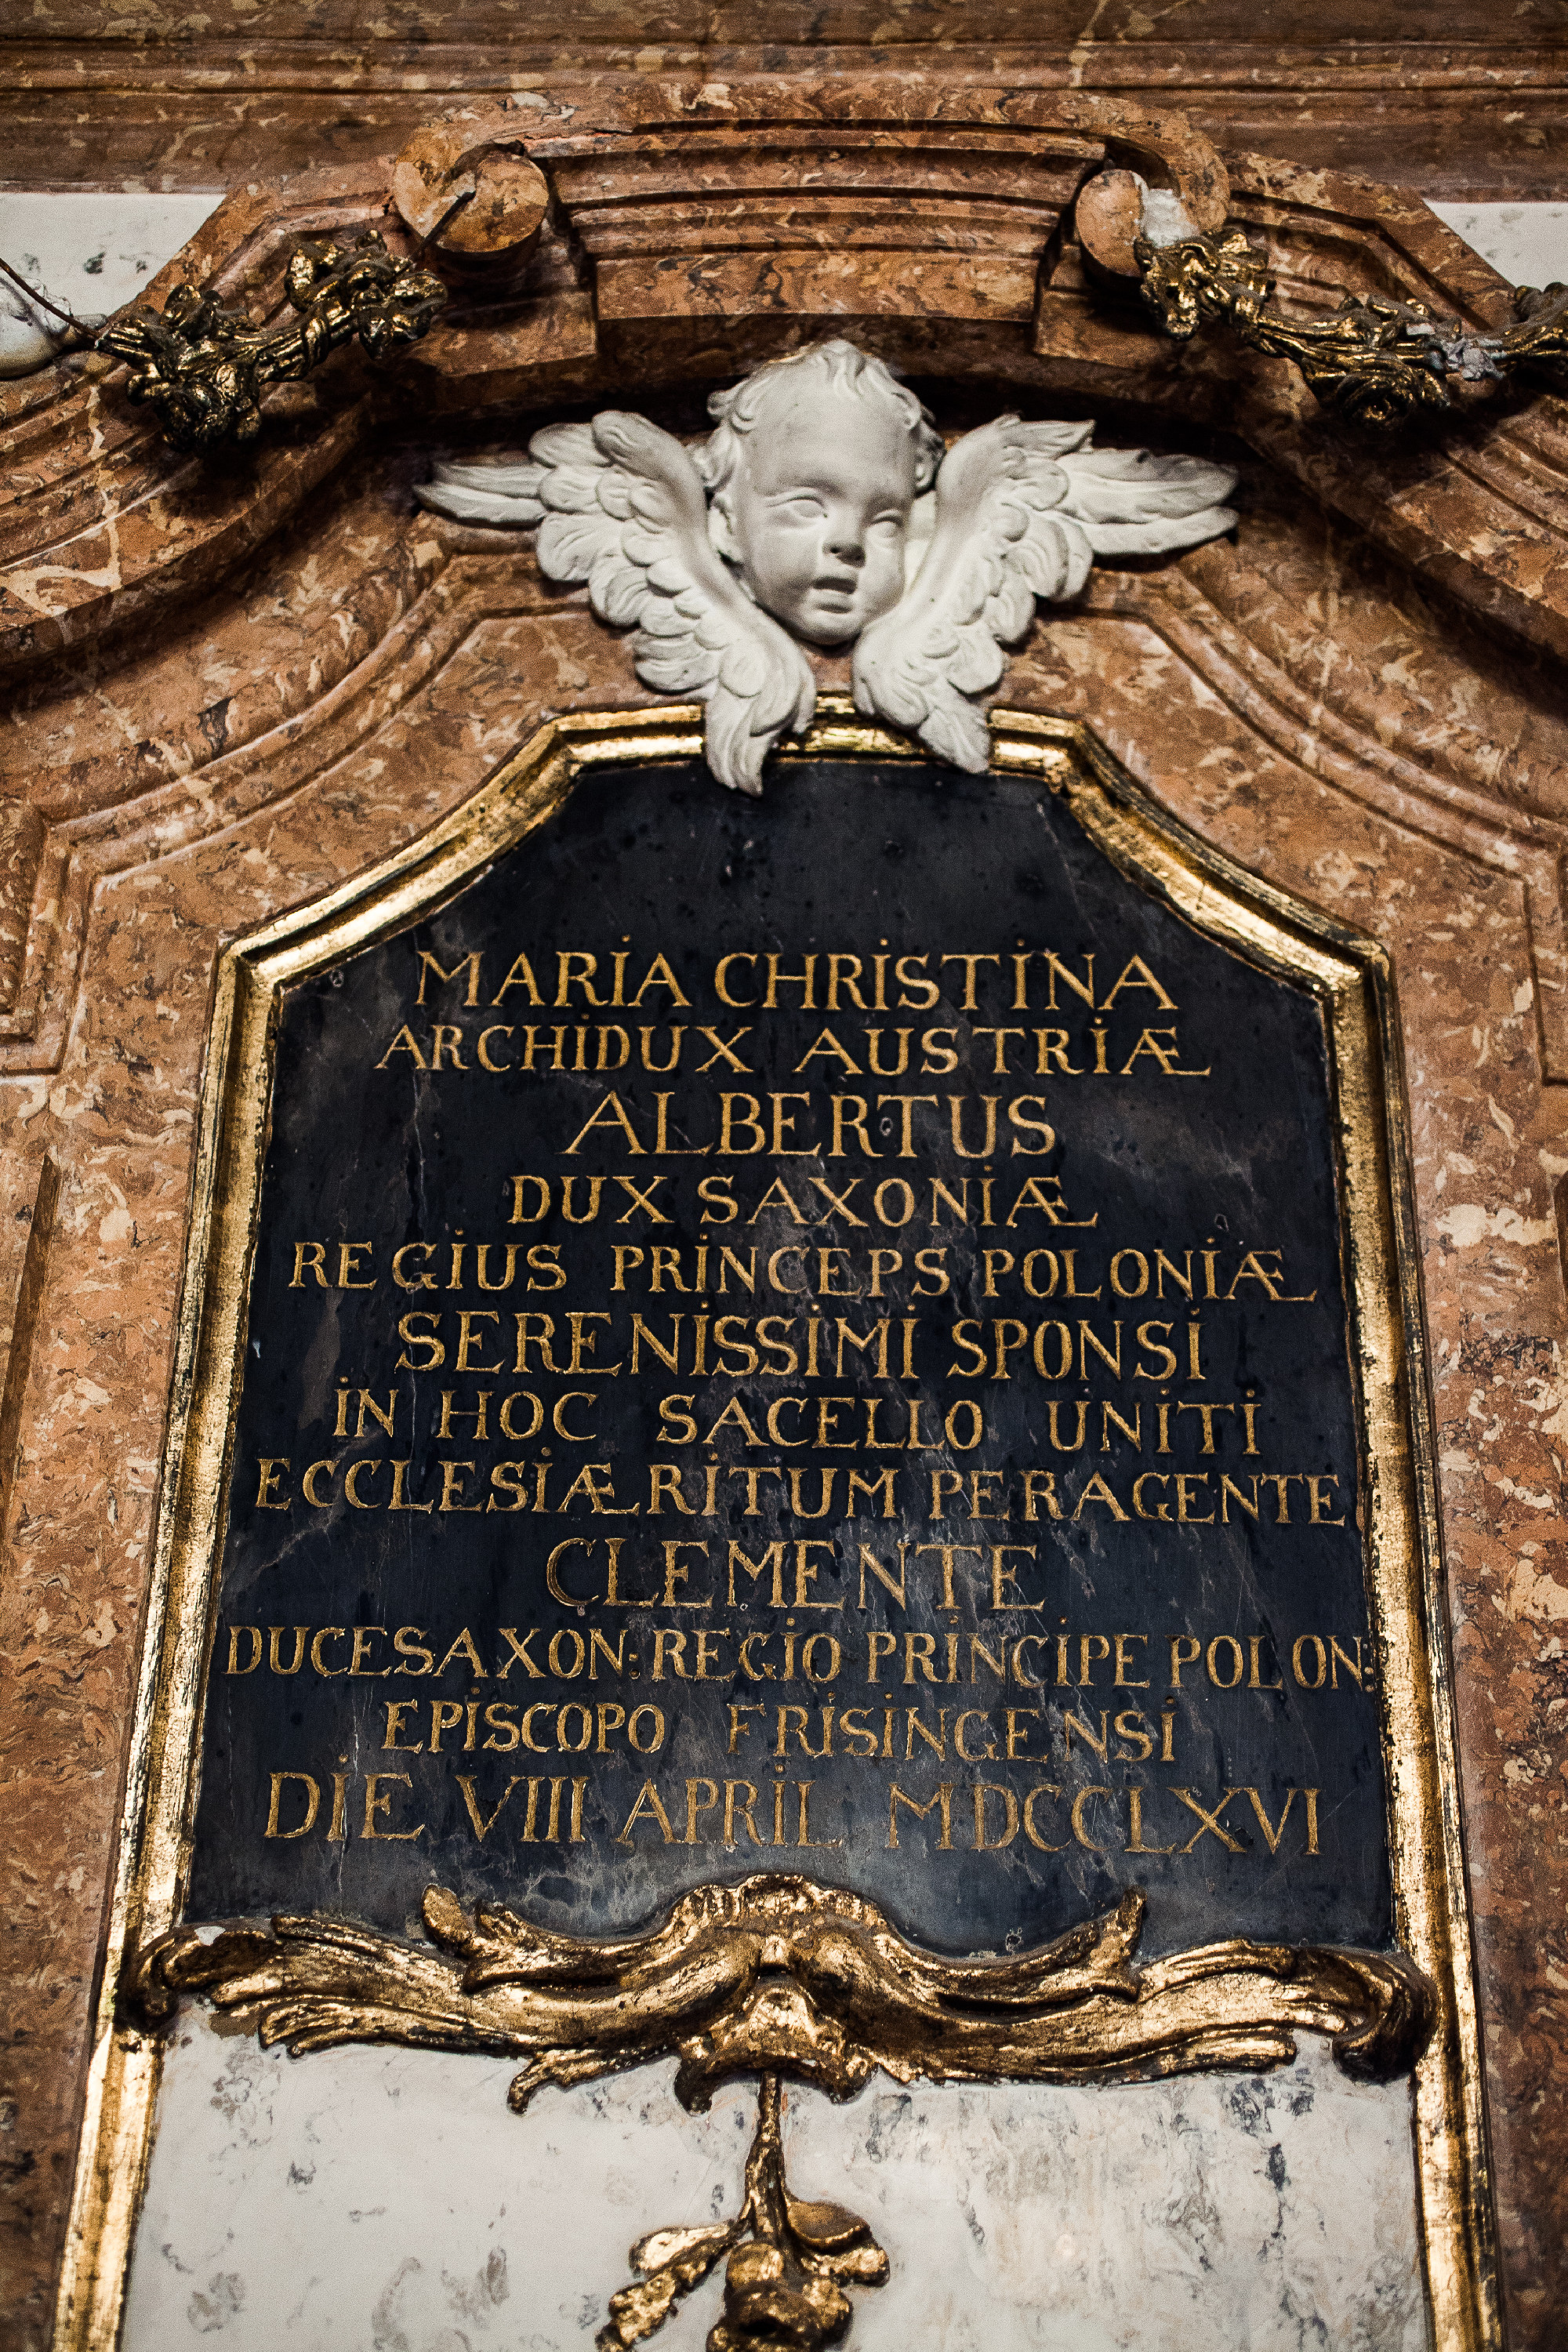 MARIA CHRISTINA
ARCHIDUX AUSTRIÆ
ALBERTUS
DUX SAXONIÆ
REGIUS PRINCEPS POLONIÆ
SERENISSIMI SPONSI
IN HOC SACELLO UNITI
ECCLESIÆ RITUM PERAGENTE
CLEMENTE
DUCE SAXON: REGIO PRINCIPE POLON:
EPISCOPO FRISINGENSI
DIE VIII APRIL MDCCLXVI